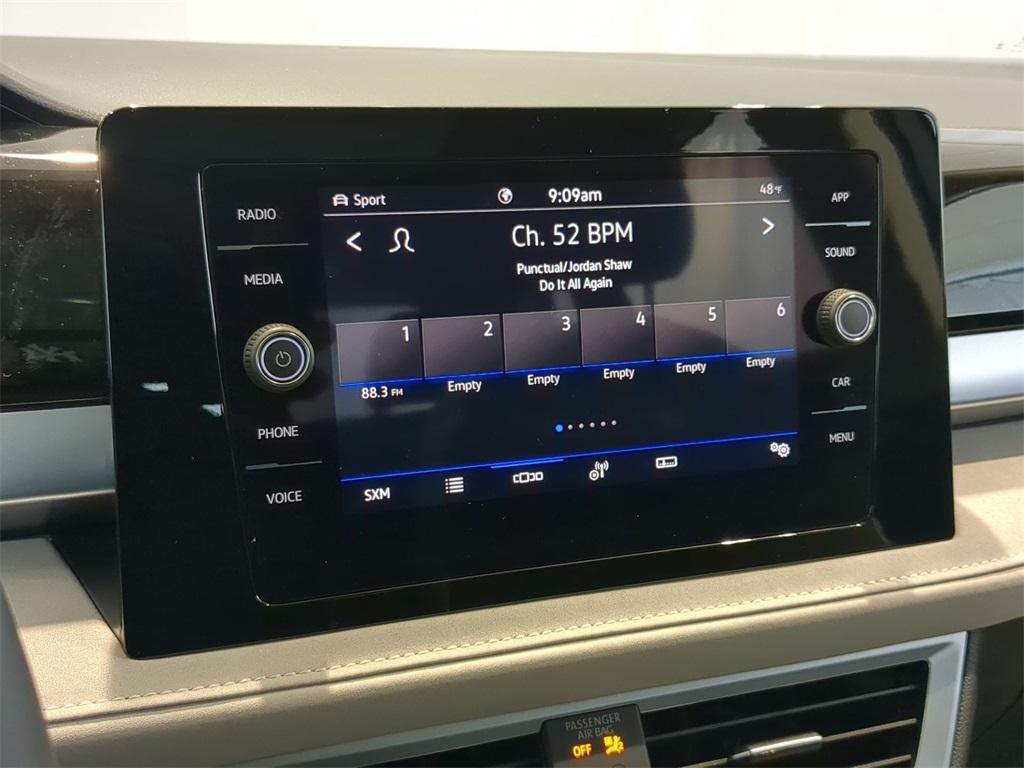 Sport 9:09am 48°F
RADIO
MEDIA
PHONE
VOICE
< Ch. 52 BPM >
Punctual/Jordan Shaw
Do It All Again
1 2 3 4 5 6
88.3 FM Empty Empty Empty Empty Empty
SXM
APP
SOUND
CAR
MENU
PASSENGER
AIR BAG
OFF